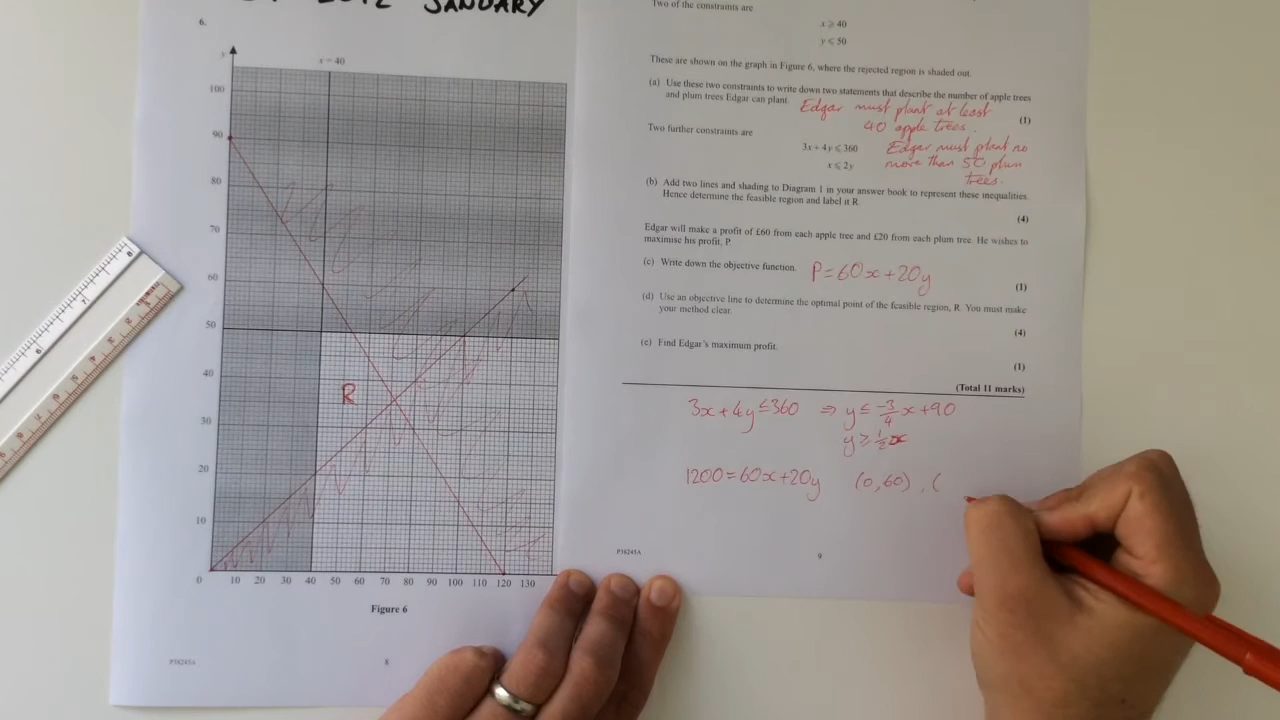 2012 JANUARY
6.
x = 40
100
90
80
70
60
50
40
30
20
10
0
10 20 30 40 50 60 70 80 90 100 110 120 130
R
Figure 6
P36245A
8
Two of the constraints are
x ⩾ 40
y ⩽ 50
These are shown on the graph in Figure 6, where the rejected region is shaded out.
(a) Use these two constraints to write down two statements that describe the number of apple trees
and plum trees Edgar can plant.
(1)
Edgar must plant at least
40 apple trees.
Two further constraints are
3x + 4y ⩽ 360
x ⩽ 2y
Edgar must plant no
more than 50 plum
trees.
(b) Add two lines and shading to Diagram 1 in your answer book to represent these inequalities.
Hence determine the feasible region and label it R.
(4)
Edgar will make a profit of £60 from each apple tree and £20 from each plum tree. He wishes to
maximise his profit, P.
(c) Write down the objective function. P=60x+20y
(1)
(d) Use an objective line to determine the optimal point of the feasible region, R. You must make
your method clear.
(4)
(e) Find Edgar's maximum profit.
(1)
(Total 11 marks)
3x+4y≤360 ⇒ y ≤ -3/4 x+90
y ≥ 1/2 x
1200=60x+20y (0,60) , (
P36245A
9